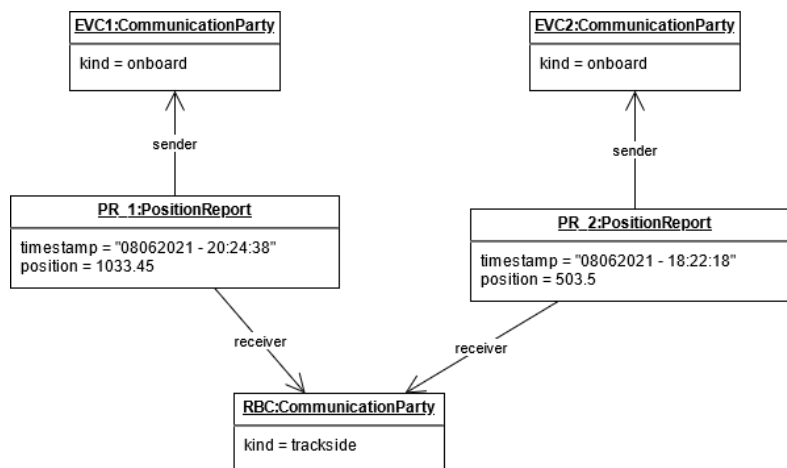 EVC1:CommunicationParty
kind = onboard
EVC2:CommunicationParty
kind = onboard
sender
sender
PR_1:PositionReport
timestamp = "08062021 - 20:24:38"
position = 1033.45
PR_2:PositionReport
timestamp = "08062021 - 18:22:18"
position = 503.5
receiver
receiver
RBC:CommunicationParty
kind = trackside